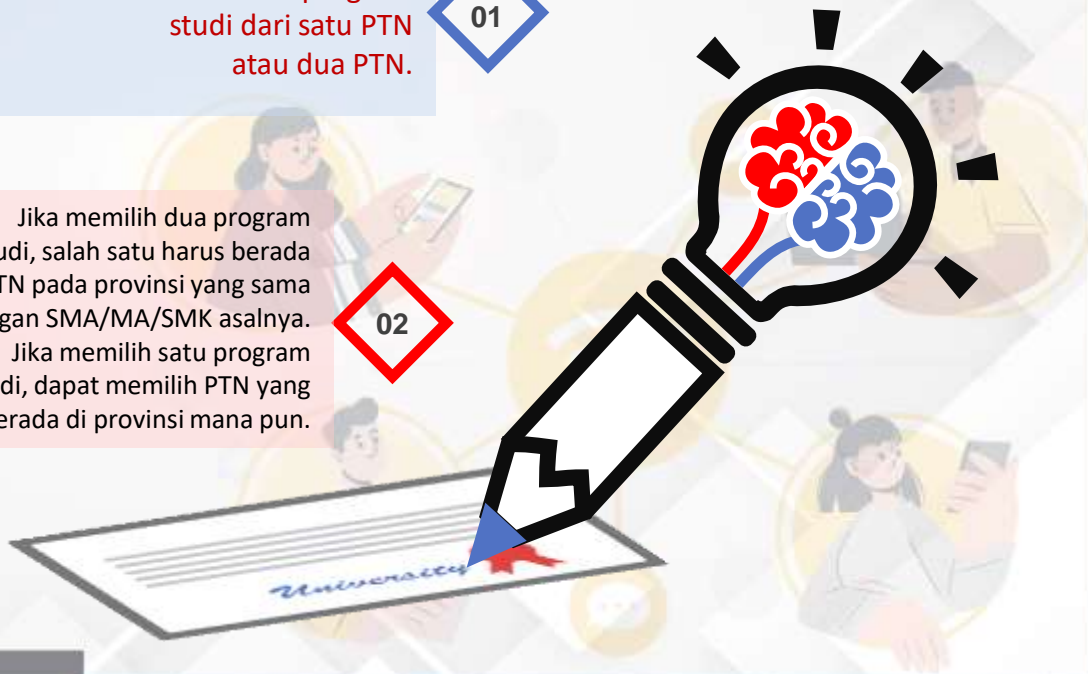 studi dari satu PTN
atau dua PTN.
01
Jika memilih dua program
udi, salah satu harus berada
TN pada provinsi yang sama
gan SMA/MA/SMK asalnya.
Jika memilih satu program
di, dapat memilih PTN yang
erada di provinsi mana pun.
02
University